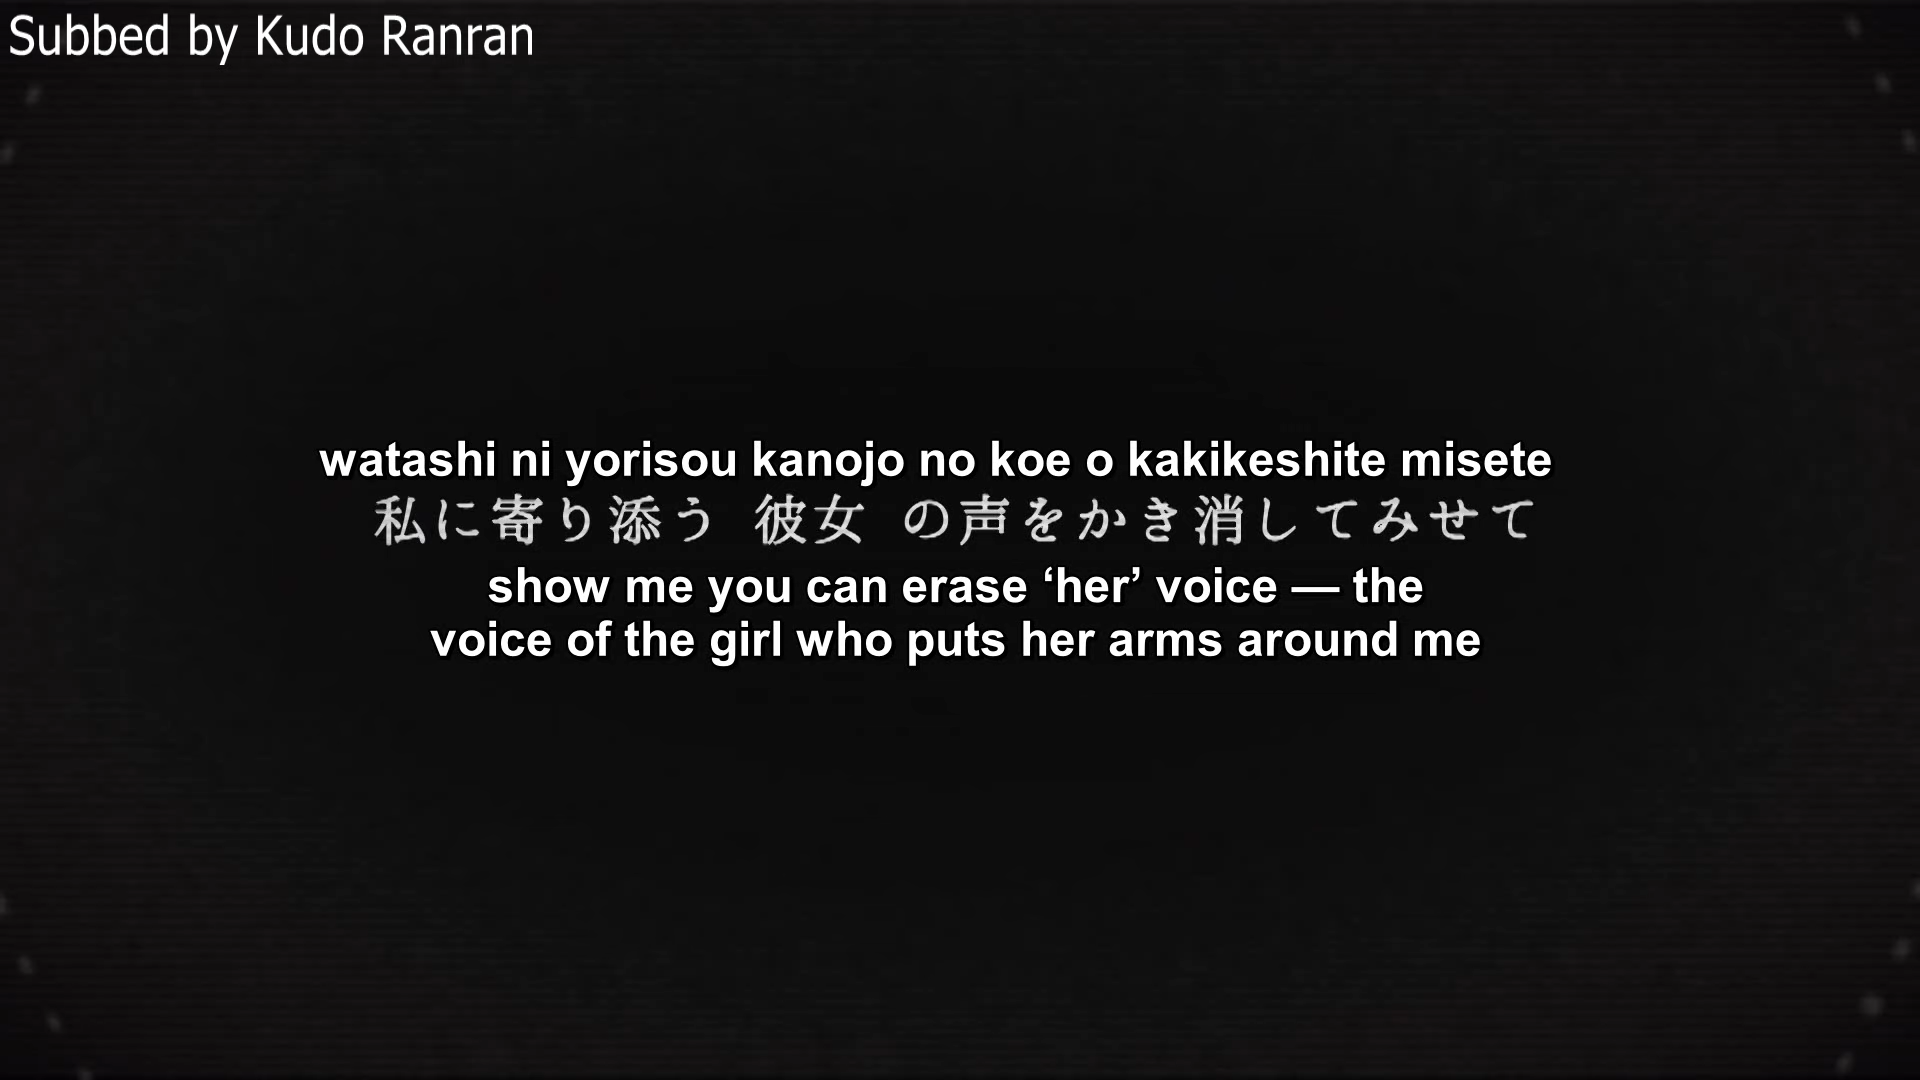 Subbed by Kudo Ranran
watashi ni yorisou kanojo no koe o kakikeshite misete
私に寄り添う 彼女 の声をかき消してみせて
show me you can erase ‘her’ voice — the
voice of the girl who puts her arms around me